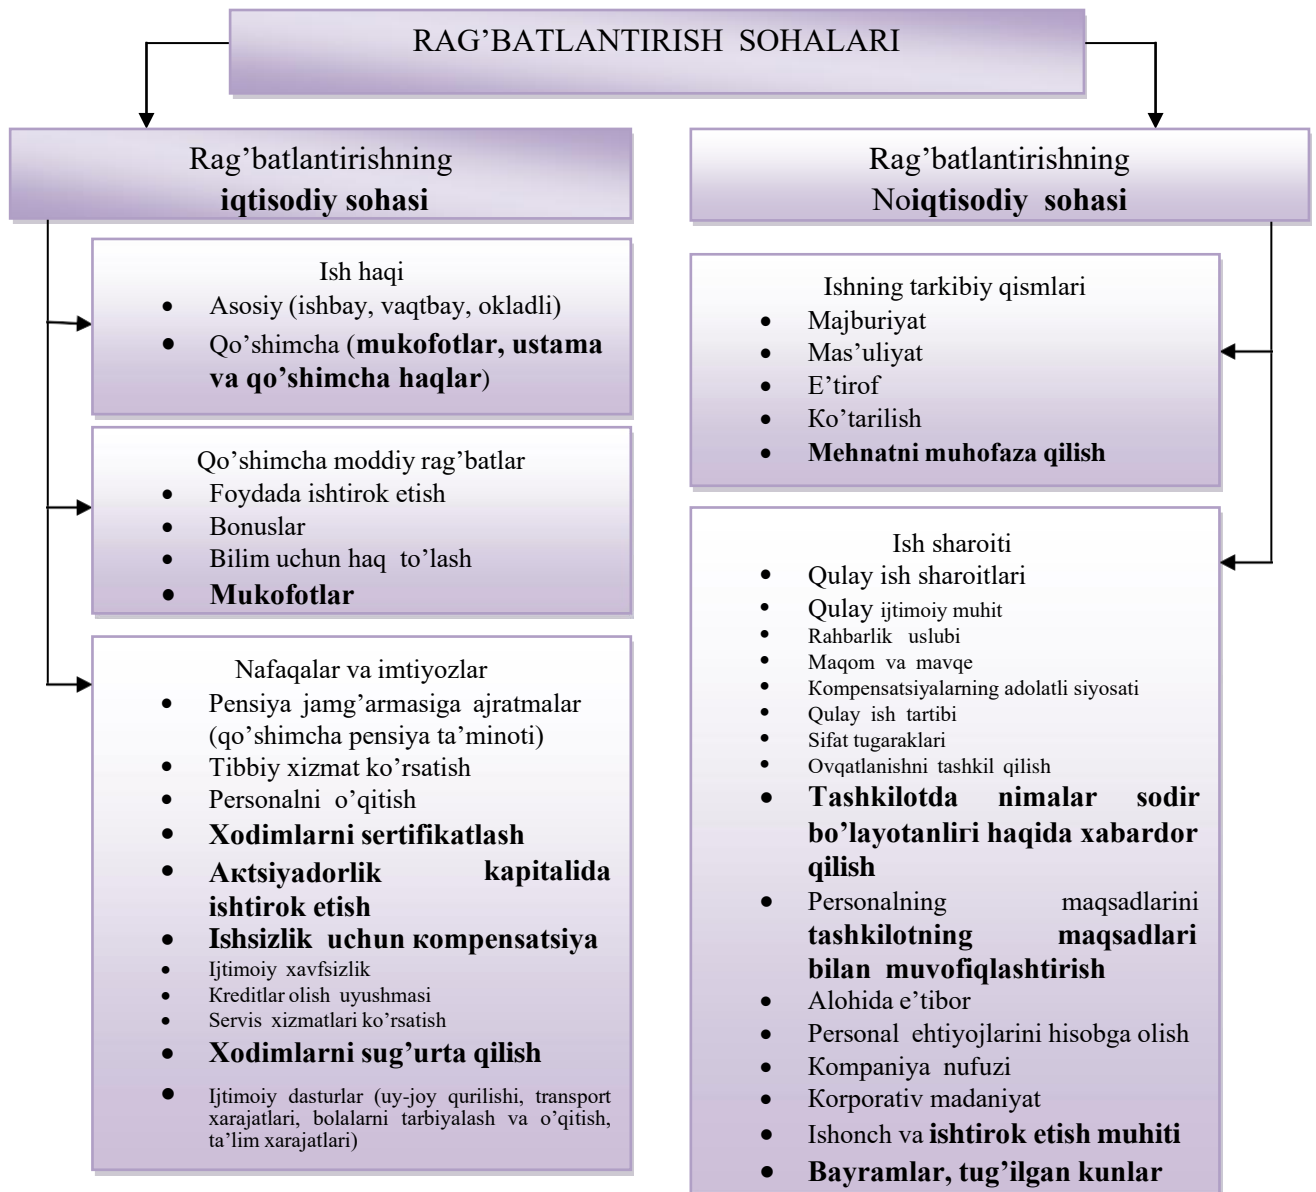 RAG’BATLANTIRISH SOHALARI
Rag’batlantirishning
iqtisodiy sohasi
Ish haqi
• Asosiy (ishbay, vaqtbay, okladli)
• Qo’shimcha (mukofotlar, ustama
va qo’shimcha haqlar)
Qo’shimcha moddiy rag’batlar
• Foydada ishtirok etish
• Bonuslar
• Bilim uchun haq to’lash
• Mukofotlar
Nafaqalar va imtiyozlar
• Pensiya jamg’armasiga ajratmalar
(qo’shimcha pensiya ta’minoti)
• Tibbiy xizmat ko’rsatish
• Personalni o’qitish
• Xodimlarni sertifikatlash
• Aкtsiyadorlik kapitalida
ishtirok etish
• Ishsizlik uchun кompensatsiya
• Ijtimoiy xavfsizlik
• Кreditlar olish uyushmasi
• Servis xizmatlari ko’rsatish
• Xodimlarni sug’urta qilish
• Ijtimoiy dasturlar (uy-joy qurilishi, transport
xarajatlari, bolalarni tarbiyalash va o’qitish,
ta’lim xarajatlari)
Rag’batlantirishning
Noiqtisodiy sohasi
Ishning tarkibiy qismlari
• Majburiyat
• Mas’uliyat
• E’tirof
• Кo’tarilish
• Mehnatni muhofaza qilish
Ish sharoiti
• Qulay ish sharoitlari
• Qulay ijtimoiy muhit
• Rahbarlik uslubi
• Maqom va mavqe
• Kompensatsiyalarning adolatli siyosati
• Qulay ish tartibi
• Sifat tugaraklari
• Ovqatlanishni tashkil qilish
• Tashkilotda nimalar sodir
bo’layotanliгi haqida xabardor
qilish
• Personalning maqsadlarini
tashkilotning maqsadlari
bilan muvofiqlashtirish
• Alohida e’tibor
• Personal ehtiyojlarini hisobga olish
• Кompaniya nufuzi
• Кorporativ madaniyat
• Ishonch va ishtirok etish muhiti
• Bayramlar, tug’ilgan kunlar